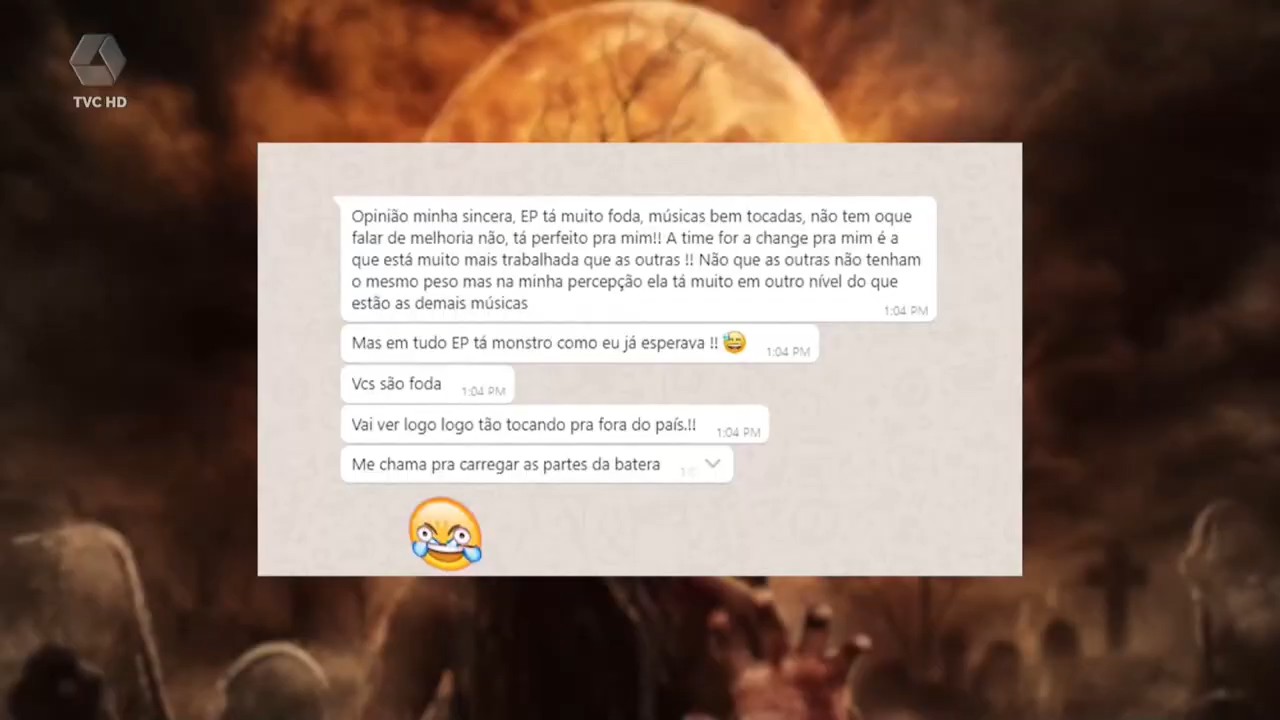 TVC HD
Opinião minha sincera, EP tá muito foda, músicas bem tocadas, não tem oque
falar de melhoria não, tá perfeito pra mim!! A time for a change pra mim é a
que está muito mais trabalhada que as outras !! Não que as outras não tenham
o mesmo peso mas na minha percepção ela tá muito em outro nível do que
estão as demais músicas
1:04 PM
Mas em tudo EP tá monstro como eu já esperava !! 😅 1:04 PM
Vcs são foda 1:04 PM
Vai ver logo logo tão tocando pra fora do país.!! 1:04 PM
Me chama pra carregar as partes da batera